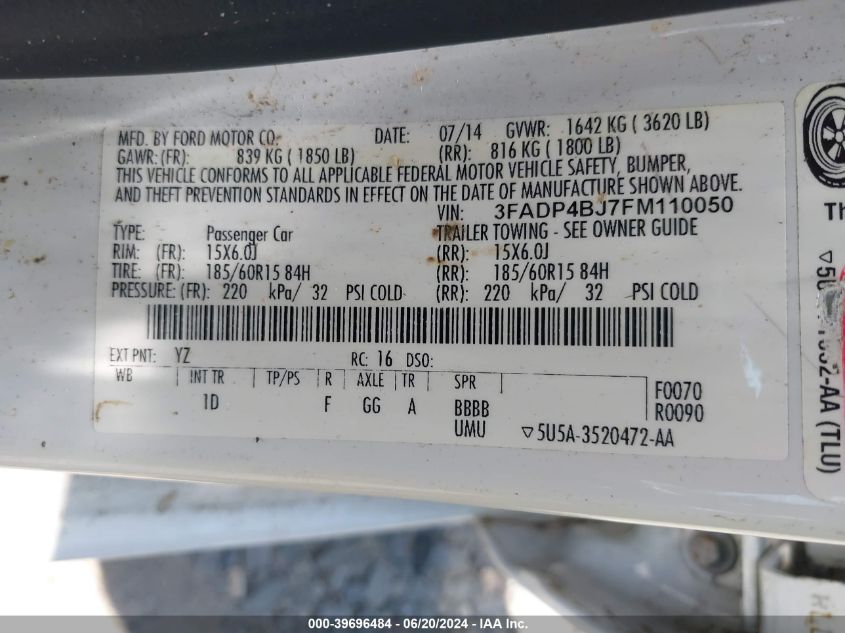 MFD. BY FORD MOTOR CO. DATE: 07/14 GVWR: 1642 KG ( 3620 LB)
GAWR: (FR): 839 KG ( 1850 LB) (RR): 816 KG ( 1800 LB)
THIS VEHICLE CONFORMS TO ALL APPLICABLE FEDERAL MOTOR VEHICLE SAFETY, BUMPER,
AND THEFT PREVENTION STANDARDS IN EFFECT ON THE DATE OF MANUFACTURE SHOWN ABOVE.
VIN: 3FADP4BJ7FM110050
TYPE: Passenger Car TRAILER TOWING - SEE OWNER GUIDE
RIM: (FR): 15X6.0J (RR): 15X6.0J
TIRE: (FR): 185/60R15 84H (RR): 185/60R15 84H
PRESSURE: (FR): 220 kPa/ 32 PSI COLD (RR): 220 kPa/ 32 PSI COLD
EXT PNT: YZ RC: 16 DSO:
WB INT TR TP/PS R AXLE TR SPR F0070
1D F GG A BBBB R0090
UMU ▽5U5A-3520472-AA
Th
▽5U
32-AA (TLU)
000-39696484 - 06/20/2024 - IAAI.COM